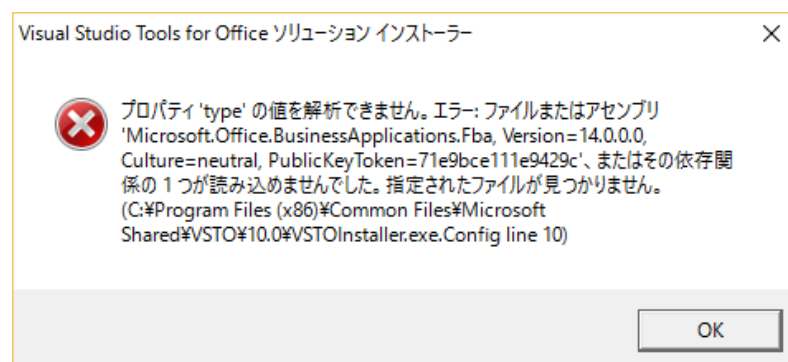 Visual Studio Tools for Office ソリューション インストーラー
プロパティ 'type' の値を解析できません。エラー: ファイルまたはアセンブリ
'Microsoft.Office.BusinessApplications.Fba, Version=14.0.0.0,
Culture=neutral, PublicKeyToken=71e9bce111e9429c'、またはその依存関
係の 1 つが読み込めませんでした。指定されたファイルが見つかりません。
(C:¥Program Files (x86)¥Common Files¥Microsoft
Shared¥VSTO¥10.0¥VSTOInstaller.exe.Config line 10)
OK